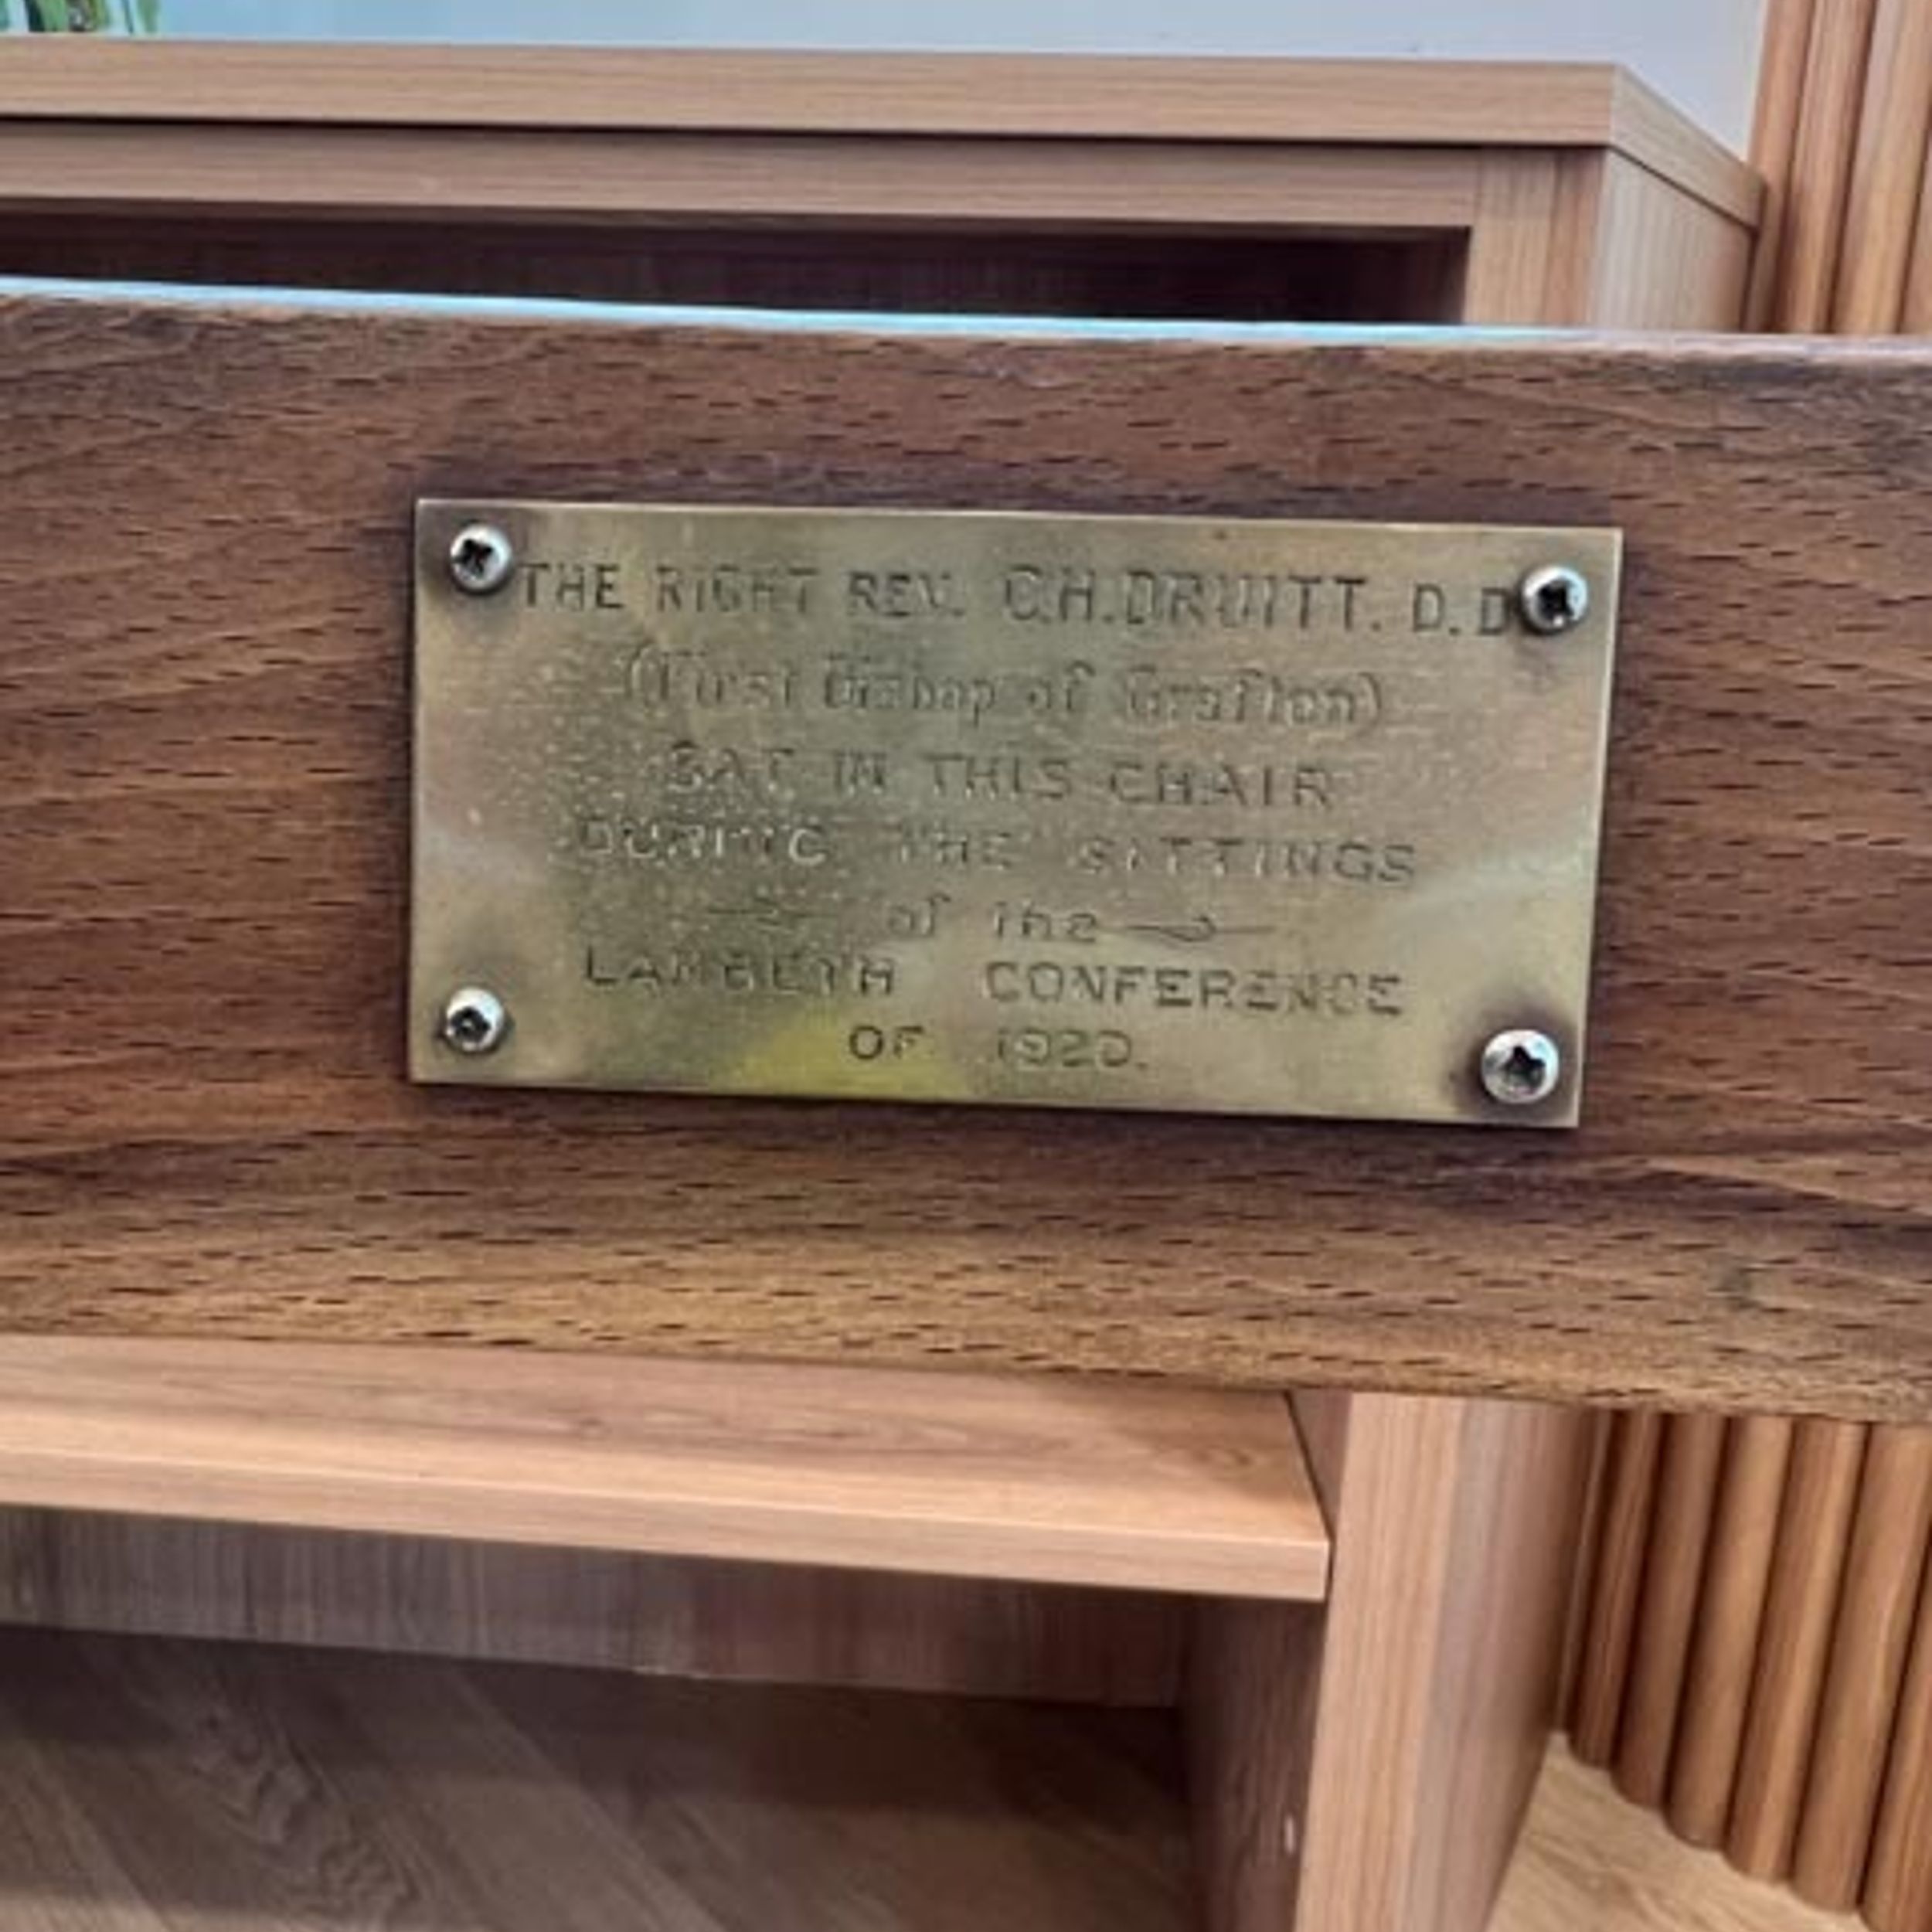 THE RIGHT REV. C.H.DRUITT. D.D
(First Bishop of Grafton)
SAT IN THIS CHAIR
DURING THE SITTINGS
of the
LAMBETH CONFERENCE
OF 1920.